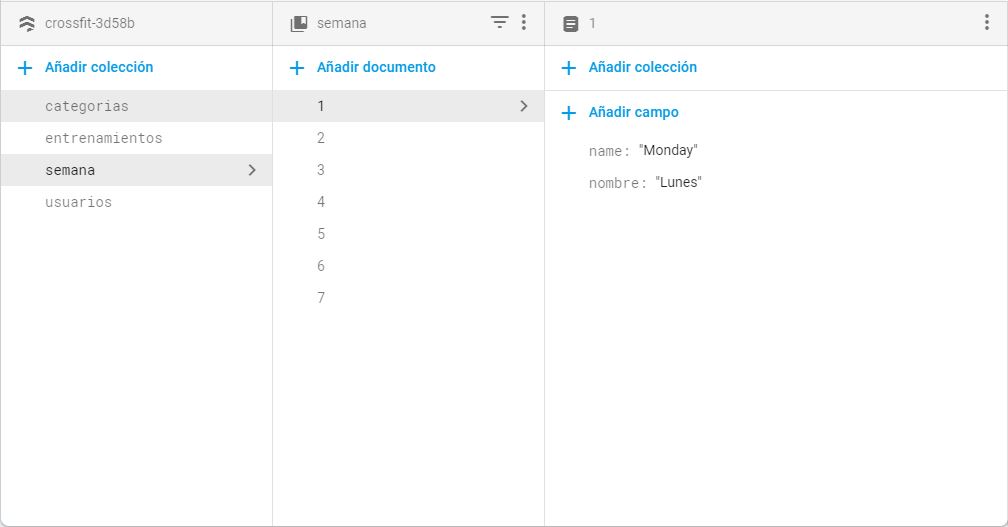 crossfit-3d58b
semana
1
Añadir colección
Añadir documento
Añadir colección
categorias
entrenamientos
semana
usuarios
1
2
3
4
5
6
7
Añadir campo
name: "Monday"
nombre: "Lunes"